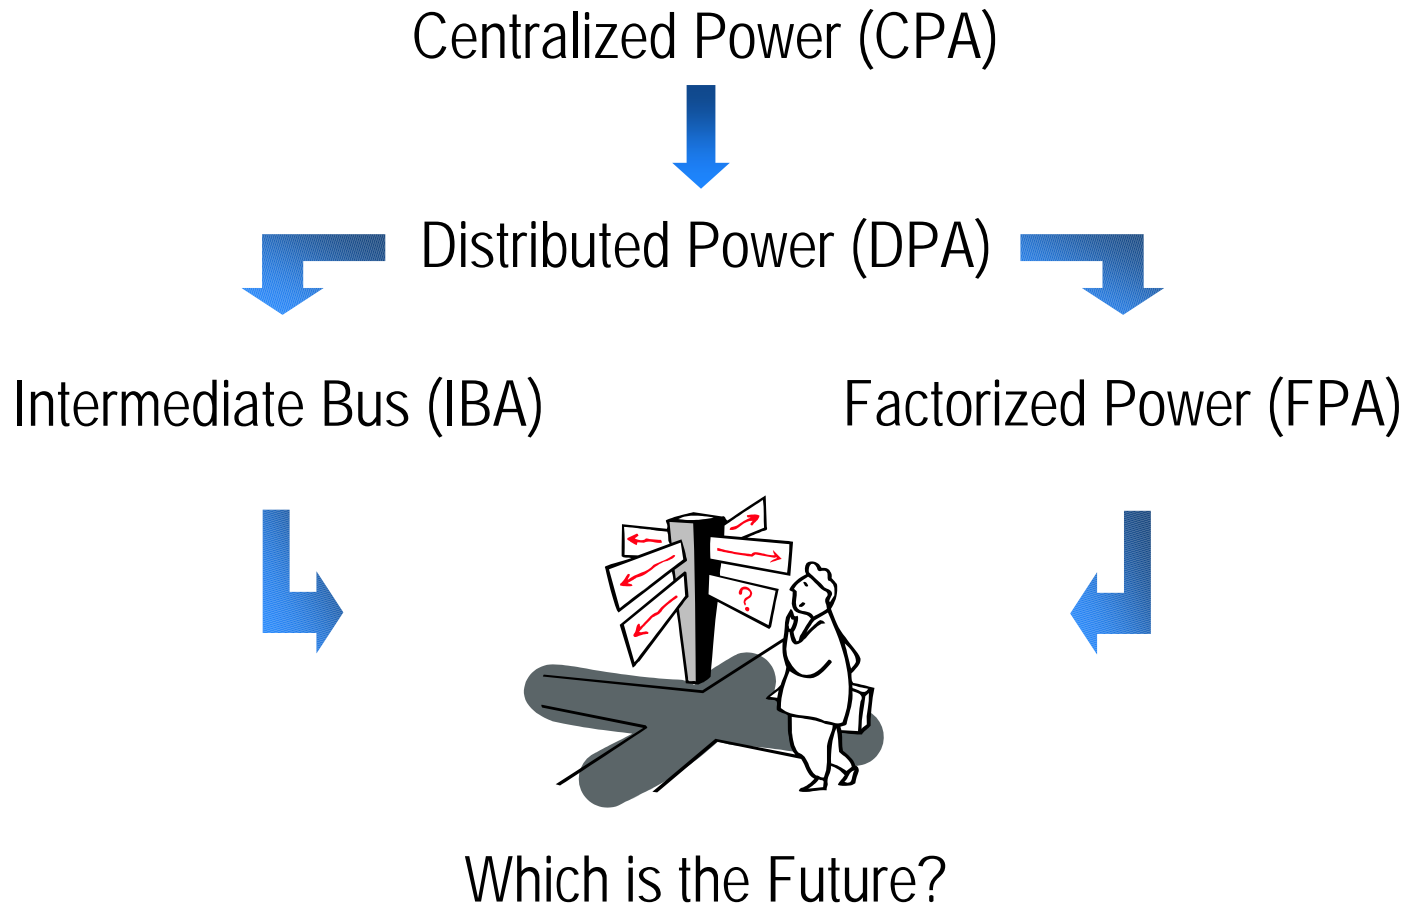 Centralized Power (CPA)
Distributed Power (DPA)
Intermediate Bus (IBA)
Factorized Power (FPA)
?
Which is the Future?